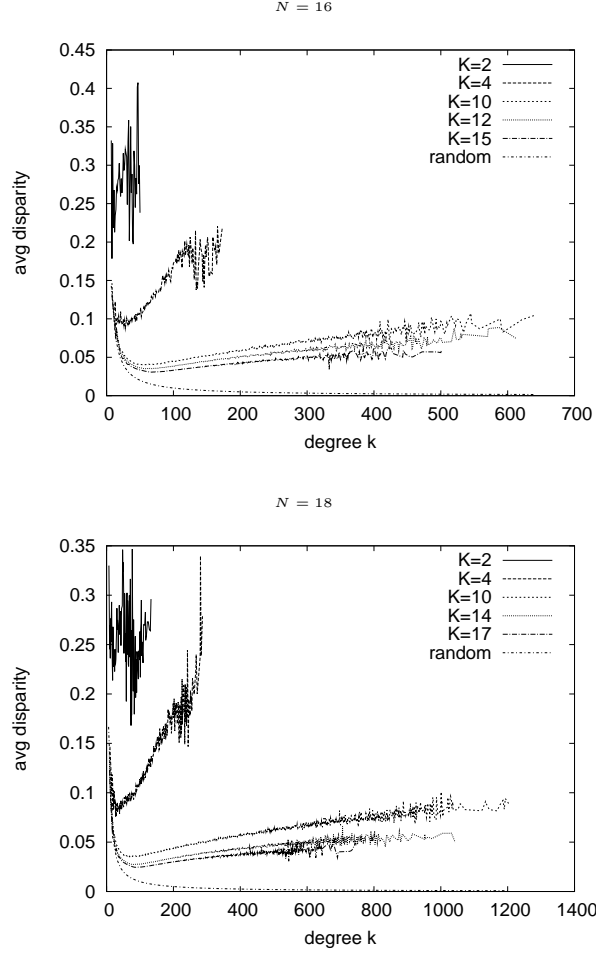 N = 16
0.45
0.4
0.35
0.3
0.25
0.2
0.15
0.1
0.05
0
0 100 200 300 400 500 600 700
avg disparity
degree k
K=2
K=4
K=10
K=12
K=15
random
N = 18
0.35
0.3
0.25
0.2
0.15
0.1
0.05
0
0 200 400 600 800 1000 1200 1400
avg disparity
degree k
K=2
K=4
K=10
K=14
K=17
random